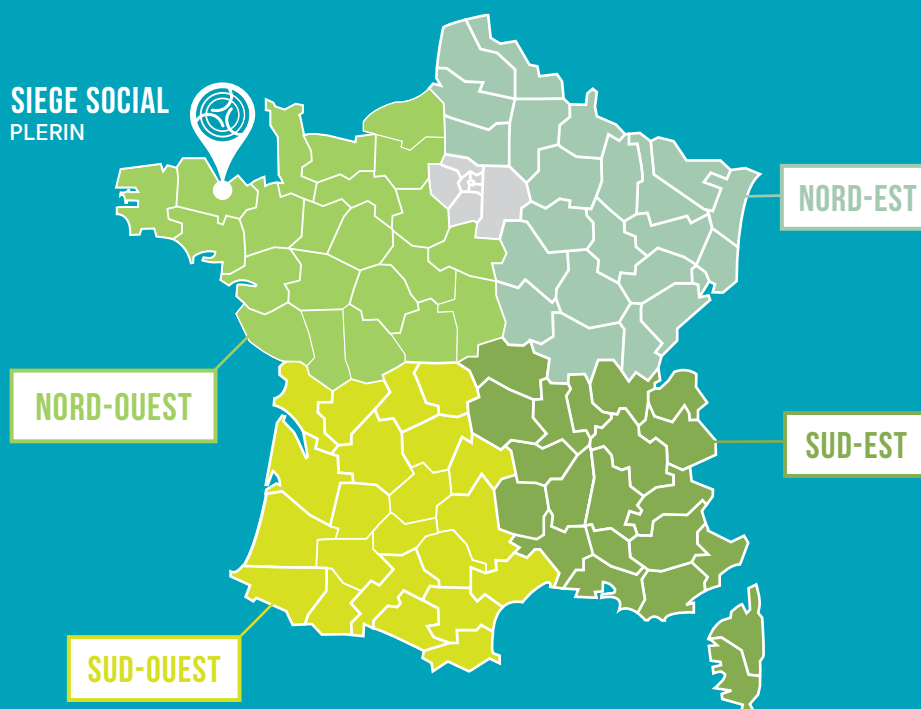 SIEGE SOCIAL
PLERIN
NORD-EST
NORD-OUEST
SUD-EST
SUD-OUEST